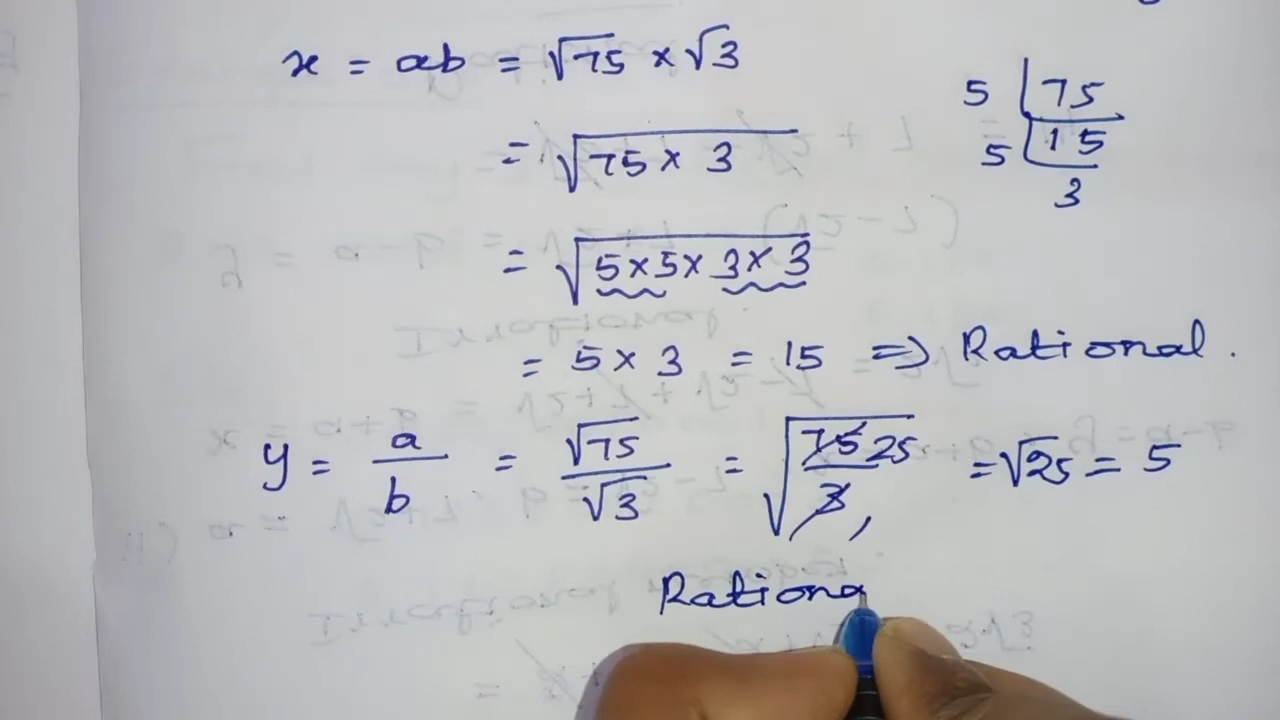 x = ab = √75 × √3
= √75 × 3
= √5×5×3×3
= 5 × 3 = 15 ⇒ Rational.
y = a/b = √75/√3 = √75 25/3, = √25 = 5
Rationa
5 | 75
5 | 15
3